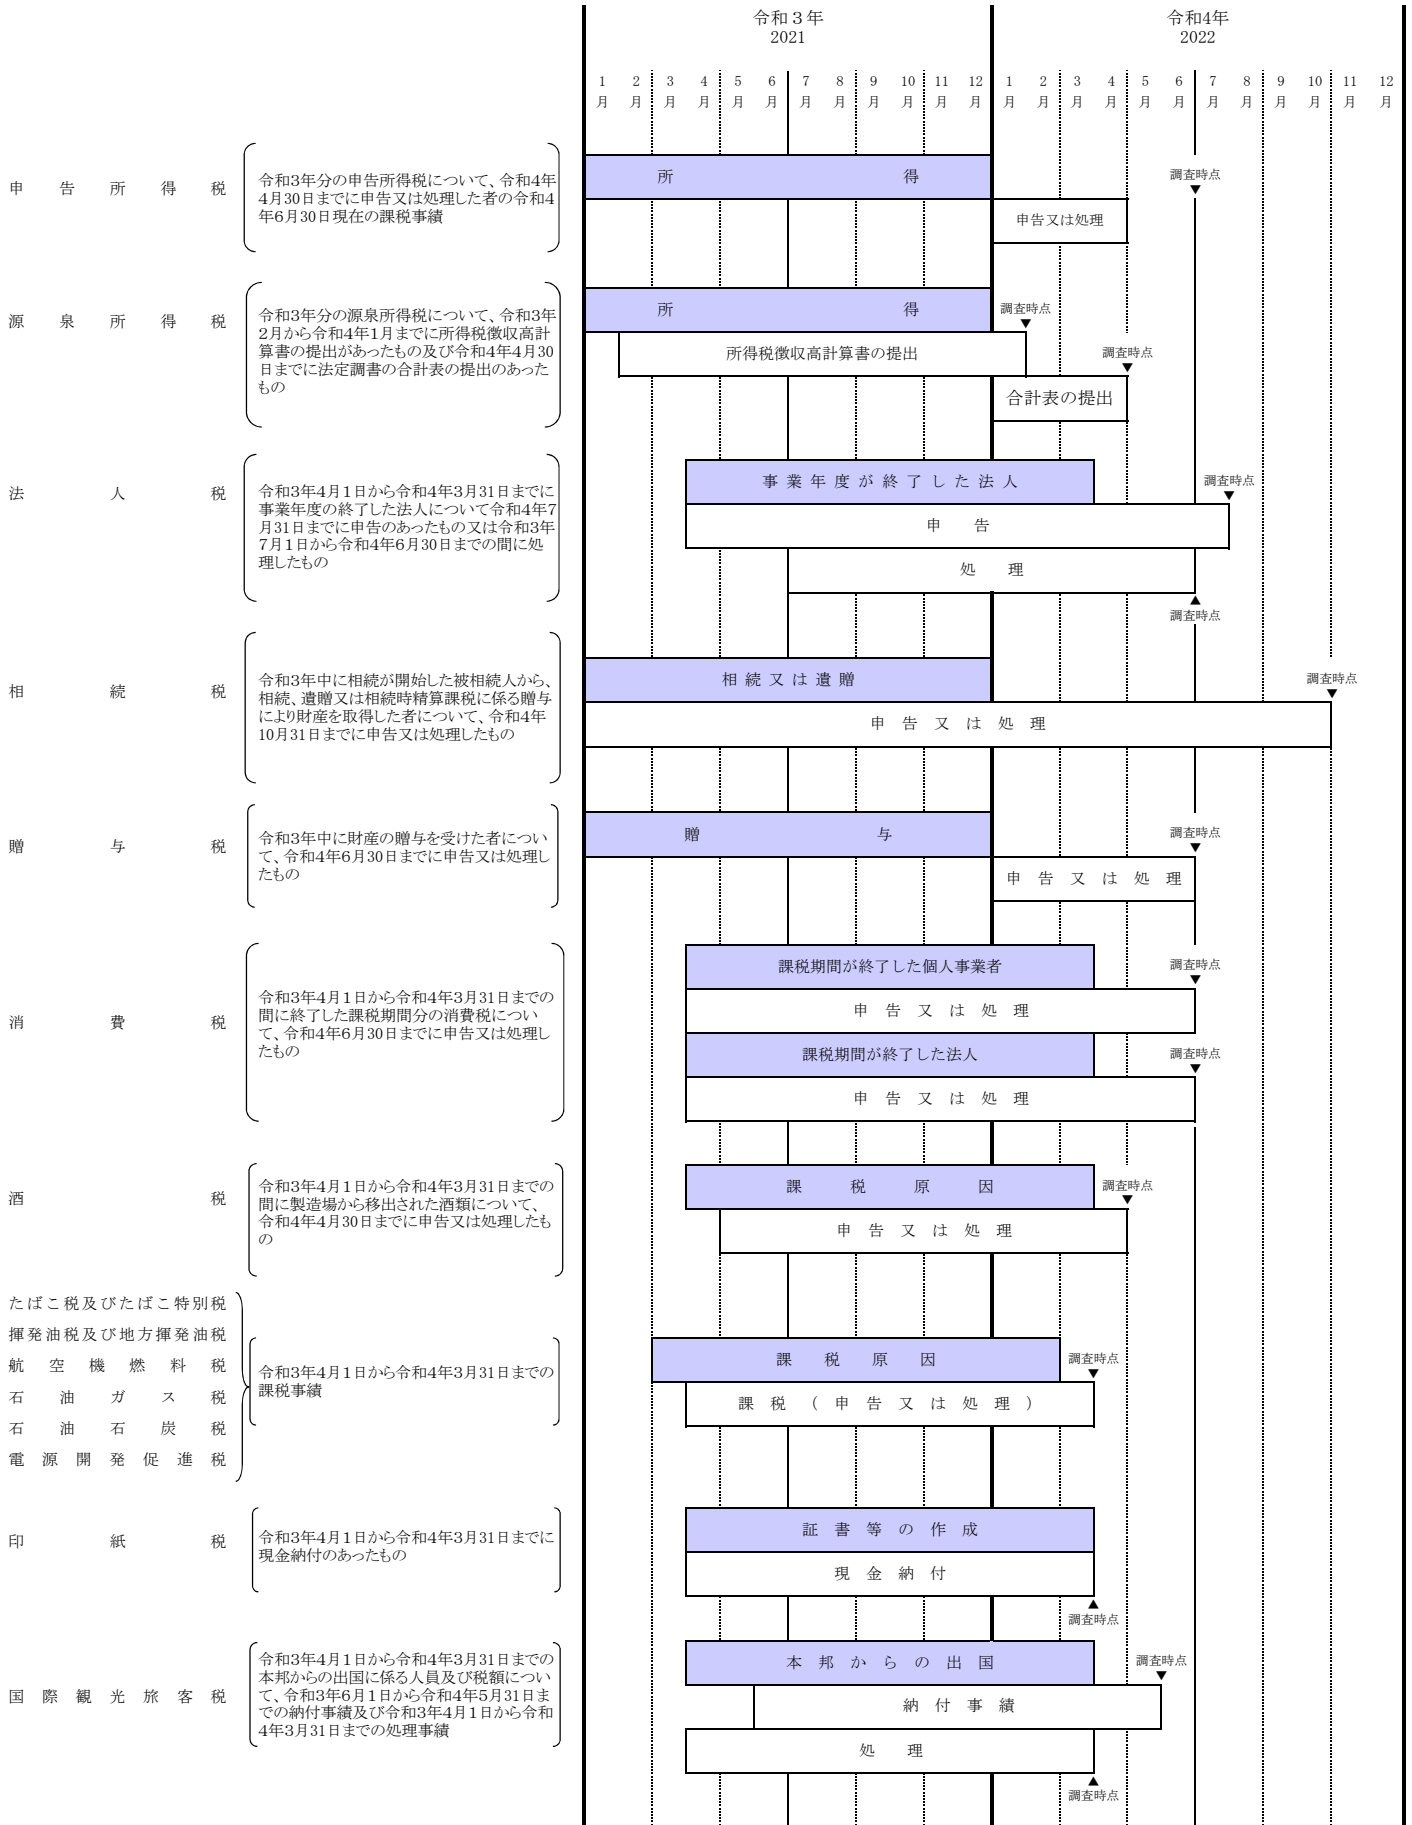 令和３年
2021
令和4年
2022
1月 2月 3月 4月 5月 6月 7月 8月 9月 10月 11月 12月 1月 2月 3月 4月 5月 6月 7月 8月 9月 10月 11月 12月
申告所得税
令和3年分の申告所得税について、令和4年
4月30日までに申告又は処理した者の令和4
年6月30日現在の課税事績
所得
調査時点
▼
申告又は処理
源泉所得税
令和3年分の源泉所得税について、令和3年
2月から令和4年1月までに所得税徴収高計
算書の提出があったもの及び令和4年4月30
日までに法定調書の合計表の提出のあった
もの
所得
調査時点
▼
所得税徴収高計算書の提出
調査時点
▼
合計表の提出
法人税
令和3年4月1日から令和4年3月31日までに
事業年度の終了した法人について令和4年7
月31日までに申告のあったもの又は令和3年
7月1日から令和4年6月30日までの間に処
理したもの
事業年度が終了した法人
調査時点
▼
申告
処理
▲
調査時点
相続税
令和3年中に相続が開始した被相続人から、
相続、遺贈又は相続時精算課税に係る贈与
により財産を取得した者について、令和4年
10月31日までに申告又は処理したもの
相続又は遺贈
調査時点
▼
申告又は処理
贈与税
令和3年中に財産の贈与を受けた者につい
て、令和4年6月30日までに申告又は処理し
たもの
贈与
調査時点
▼
申告又は処理
消費税
令和3年4月1日から令和4年3月31日までの
間に終了した課税期間分の消費税につい
て、令和4年6月30日までに申告又は処理し
たもの
課税期間が終了した個人事業者
調査時点
▼
申告又は処理
課税期間が終了した法人
調査時点
▼
申告又は処理
酒税
令和3年4月1日から令和4年3月31日までの
間に製造場から移出された酒類について、
令和4年4月30日までに申告又は処理したも
の
課税原因
調査時点
▼
申告又は処理
たばこ税及びたばこ特別税
揮発油税及び地方揮発油税
航空機燃料税
石油ガス税
石油石炭税
電源開発促進税
令和3年4月1日から令和4年3月31日までの
課税事績
課税原因
調査時点
▼
課税（申告又は処理）
印紙税
令和3年4月1日から令和4年3月31日までに
現金納付のあったもの
証書等の作成
現金納付
▲
調査時点
国際観光旅客税
令和3年4月1日から令和4年3月31日までの
本邦からの出国に係る人員及び税額につい
て、令和3年6月1日から令和4年5月31日ま
での納付事績及び令和3年4月1日から令和
4年3月31日までの処理事績
本邦からの出国
調査時点
▼
納付事績
処理
▲
調査時点